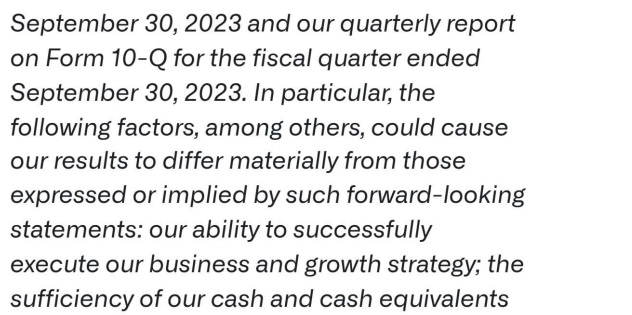 September 30, 2023 and our quarterly report
on Form 10-Q for the fiscal quarter ended
September 30, 2023. In particular, the
following factors, among others, could cause
our results to differ materially from those
expressed or implied by such forward-looking
statements: our ability to successfully
execute our business and growth strategy; the
sufficiency of our cash and cash equivalents